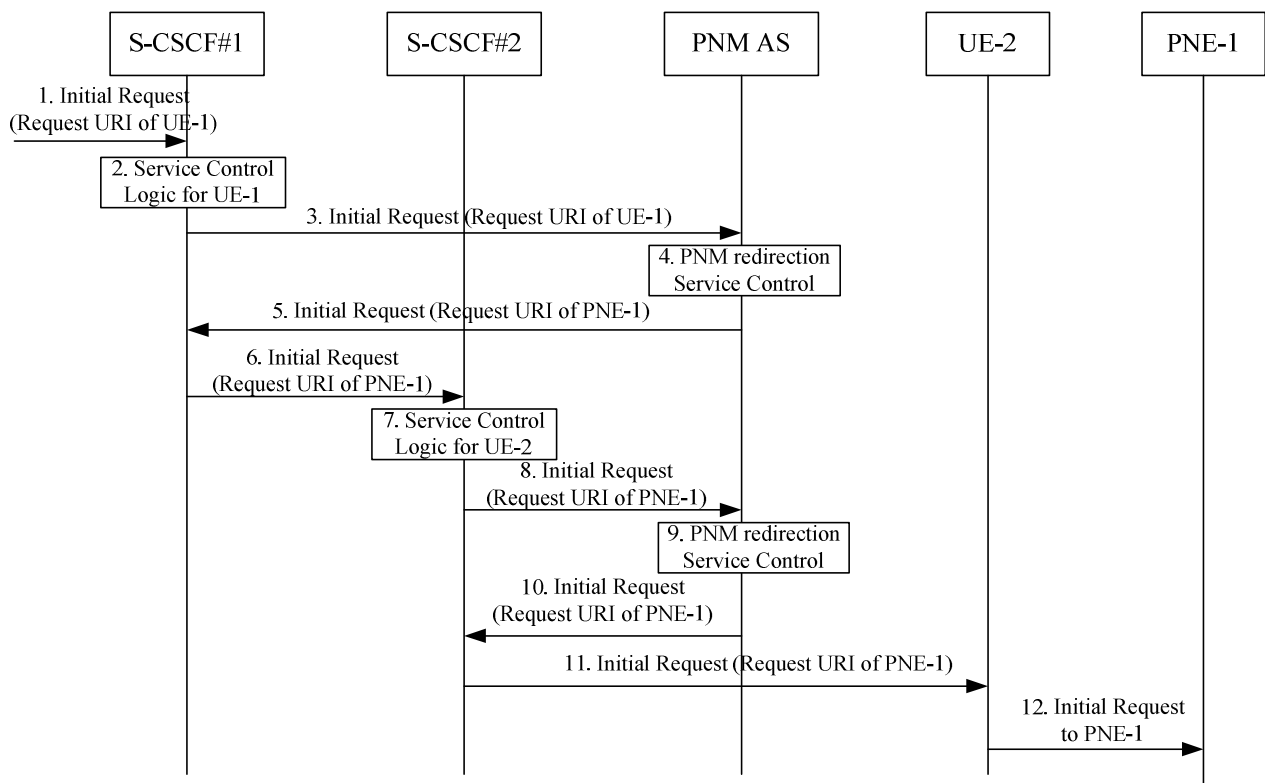 S-CSCF#1
S-CSCF#2
PNM AS
UE-2
PNE-1
1. Initial Request
(Request URI of UE-1)
2. Service Control
Logic for UE-1
3. Initial Request (Request URI of UE-1)
4. PNM redirection
Service Control
5. Initial Request (Request URI of PNE-1)
6. Initial Request
(Request URI of PNE-1)
7. Service Control
Logic for UE-2
8. Initial Request
(Request URI of PNE-1)
9. PNM redirection
Service Control
10. Initial Request
(Request URI of PNE-1)
11. Initial Request (Request URI of PNE-1)
12. Initial Request
to PNE-1